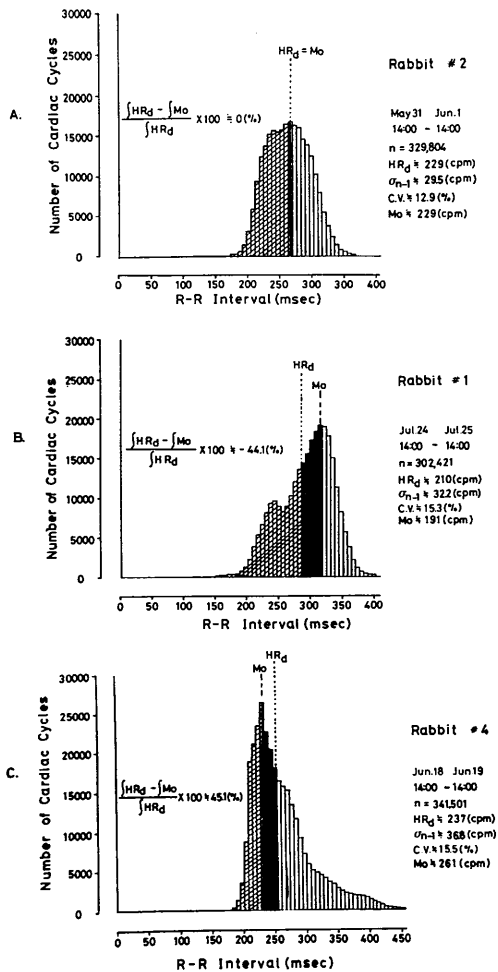 A.
HRd = Mo
Rabbit # 2
∫HRd - ∫Mo
∫HRd
X100 ≒ 0 (%)
May 31 Jun. 1
14:00 - 14:00
n = 329,804
HRd ≒ 229 (cpm)
σn-1 ≒ 29.5 (cpm)
C.V. ≒ 12.9 (%)
Mo ≒ 229 (cpm)
Number of Cardiac Cycles
30000
25000
20000
15000
10000
5000
0
0 50 100 150 200 250 300 350 400
R-R Interval (msec)
B.
HRd
Mo
Rabbit # 1
∫HRd - ∫Mo
∫HRd
X100 ≒ -44.1 (%)
Jul. 24 Jul. 25
14:00 - 14:00
n = 302,421
HRd ≒ 210 (cpm)
σn-1 ≒ 32.2 (cpm)
C.V. ≒ 15.3 (%)
Mo ≒ 191 (cpm)
Number of Cardiac Cycles
30000
25000
20000
15000
10000
5000
0
0 50 100 150 200 250 300 350 400
R-R Interval (msec)
C.
Mo
HRd
Rabbit # 4
∫HRd - ∫Mo
∫HRd
X100 ≒ 45.1 (%)
Jun. 18 Jun 19
14:00 - 14:00
n = 341,501
HRd ≒ 237 (cpm)
σn-1 ≒ 36.8 (cpm)
C.V. ≒ 15.5 (%)
Mo ≒ 261 (cpm)
Number of Cardiac Cycles
30000
25000
20000
15000
10000
5000
0
0 50 100 150 200 250 300 350 400 450
R-R Interval (msec)